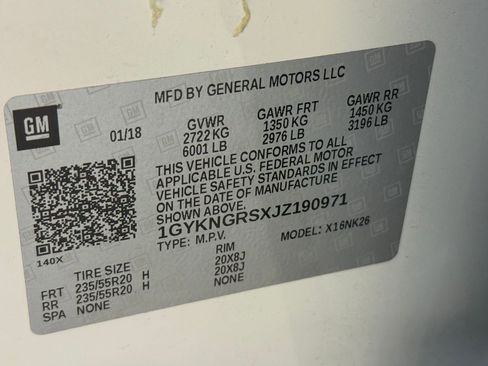 MFD BY GENERAL MOTORS LLC
GM
01/18 GVWR GAWR FRT GAWR RR
2722 KG 1350 KG 1450 KG
6001 LB 2976 LB 3196 LB
THIS VEHICLE CONFORMS TO ALL
APPLICABLE U.S. FEDERAL MOTOR
VEHICLE SAFETY STANDARDS IN EFFECT
ON THE DATE OF MANUFACTURE
SHOWN ABOVE.
1GYKNGRSXJZ190971
TYPE: M.P.V. MODEL: X16NK26
140X
TIRE SIZE RIM
FRT 235/55R20 H 20X8J
RR 235/55R20 H 20X8J
SPA NONE NONE